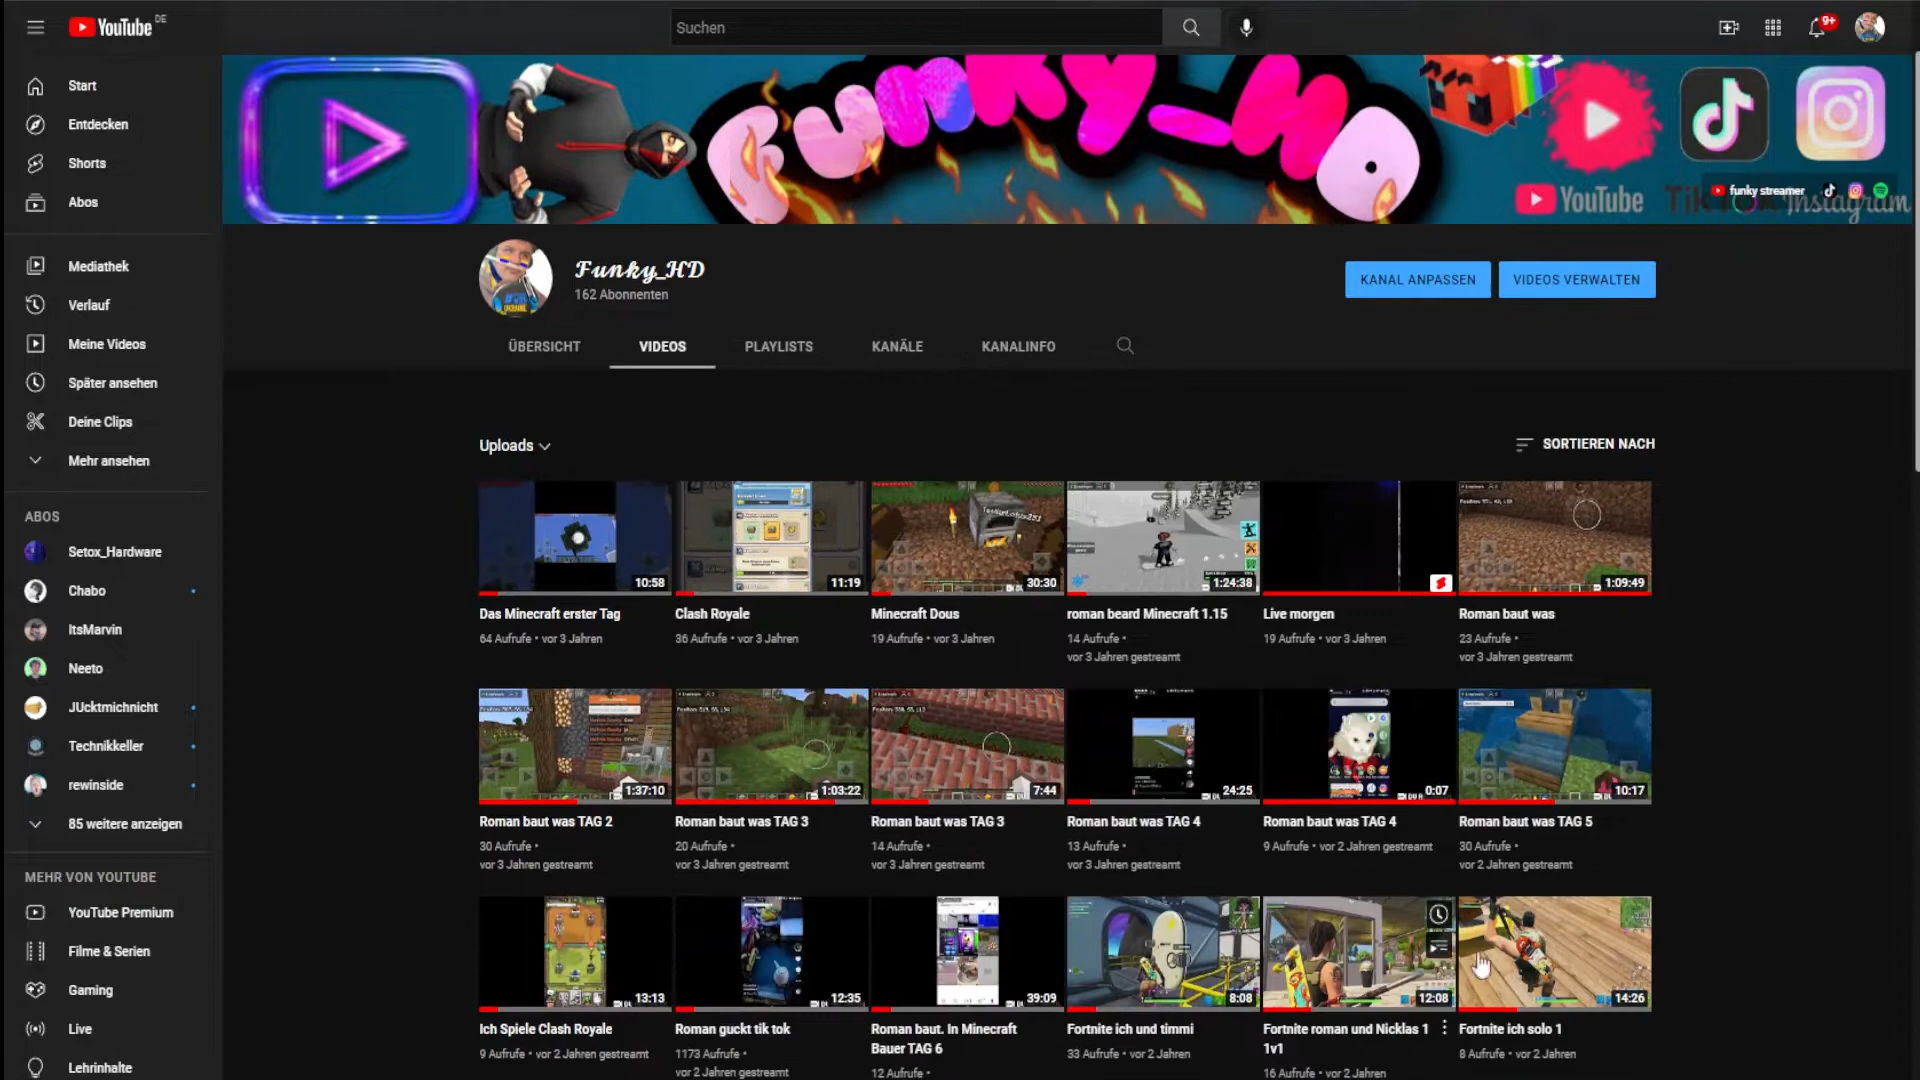 YouTube DE
Suchen
9+
Start
Entdecken
Shorts
Abos
Mediathek
Verlauf
Meine Videos
Später ansehen
Deine Clips
Mehr ansehen
ABOS
Setox_Hardware
Chabo
ItsMarvin
Neeto
JUcktmichnicht
Technikkeller
rewinside
85 weitere anzeigen
MEHR VON YOUTUBE
YouTube Premium
Filme & Serien
Gaming
Live
Lehrinhalte
Funky_HD
YouTube
funky streamer
Instagram
Funky_HD
162 Abonnenten
KANAL ANPASSEN
VIDEOS VERWALTEN
ÜBERSICHT
VIDEOS
PLAYLISTS
KANÄLE
KANALINFO
Uploads
SORTIEREN NACH
10:58
11:19
30:30
1:24:38
1:09:49
Das Minecraft erster Tag
64 Aufrufe • vor 3 Jahren
Clash Royale
36 Aufrufe • vor 3 Jahren
Minecraft Dous
19 Aufrufe • vor 3 Jahren
roman beard Minecraft 1.15
14 Aufrufe •
vor 3 Jahren gestreamt
Live morgen
19 Aufrufe • vor 3 Jahren
Roman baut was
23 Aufrufe •
vor 3 Jahren gestreamt
1:37:10
1:03:22
7:44
24:25
0:07
10:17
Roman baut was TAG 2
30 Aufrufe •
vor 3 Jahren gestreamt
Roman baut was TAG 3
20 Aufrufe •
vor 3 Jahren gestreamt
Roman baut was TAG 3
14 Aufrufe •
vor 3 Jahren gestreamt
Roman baut was TAG 4
13 Aufrufe •
vor 3 Jahren gestreamt
Roman baut was TAG 4
9 Aufrufe • vor 2 Jahren gestreamt
Roman baut was TAG 5
30 Aufrufe •
vor 2 Jahren gestreamt
13:13
12:35
39:09
8:08
12:08
14:26
Ich Spiele Clash Royale
9 Aufrufe • vor 2 Jahren gestreamt
Roman guckt tik tok
1173 Aufrufe •
vor 2 Jahren gestreamt
Roman baut. In Minecraft
Bauer TAG 6
12 Aufrufe •
Fortnite ich und timmi
33 Aufrufe • vor 2 Jahren
Fortnite roman und Nicklas 1
1v1
16 Aufrufe • vor 2 Jahren
Fortnite ich solo 1
8 Aufrufe • vor 2 Jahren